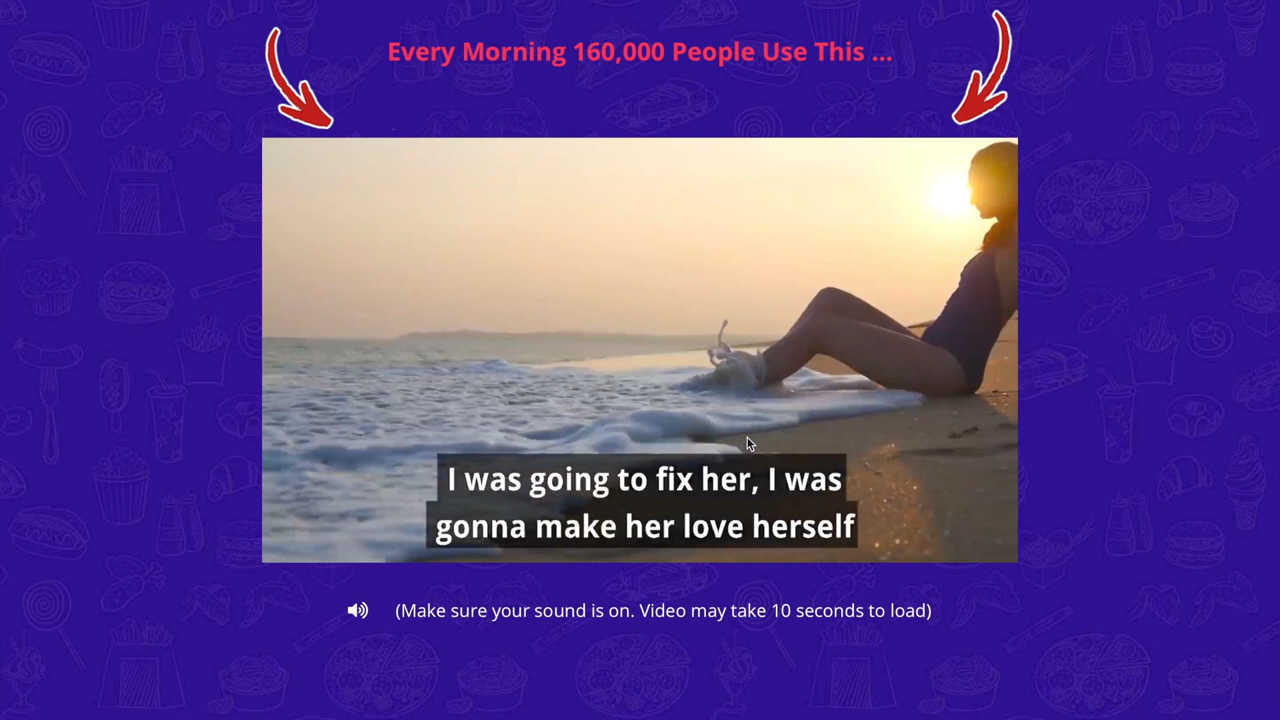 Every Morning 160,000 People Use This ...
I was going to fix her, I was
gonna make her love herself
(Make sure your sound is on. Video may take 10 seconds to load)